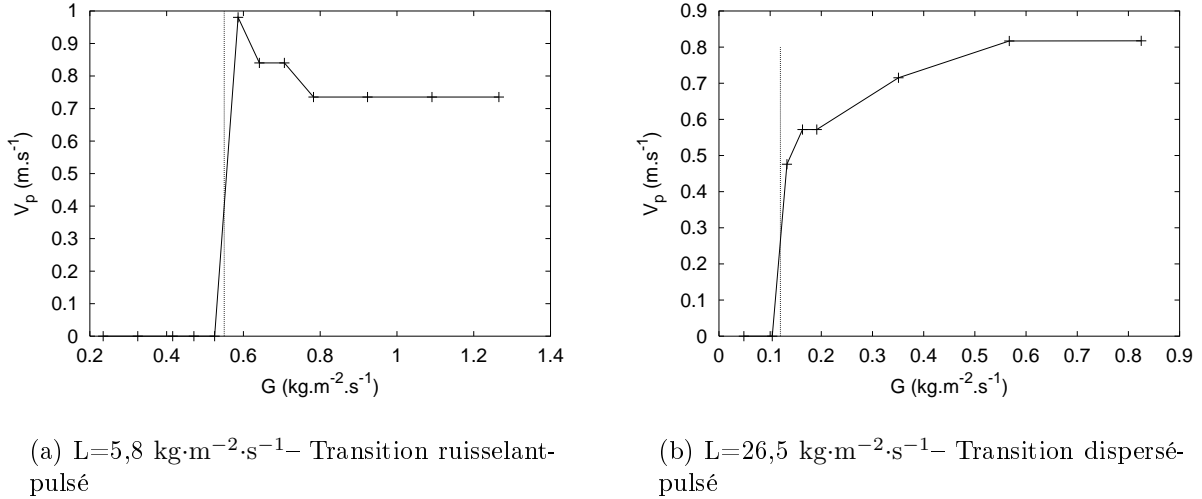 1
0.9
0.8
0.7
0.6
0.5
0.4
0.3
0.2
0.1
0
V_p (m.s^-1)
0.2 0.4 0.6 0.8 1 1.2 1.4
G (kg.m^-2.s^-1)
0.9
0.8
0.7
0.6
0.5
0.4
0.3
0.2
0.1
0
V_p (m.s^-1)
0 0.1 0.2 0.3 0.4 0.5 0.6 0.7 0.8 0.9
G (kg.m^-2.s^-1)
(a) L=5,8 kg·m^−2·s^−1– Transition ruisselant-
pulsé
(b) L=26,5 kg·m^−2·s^−1– Transition dispersé-
pulsé